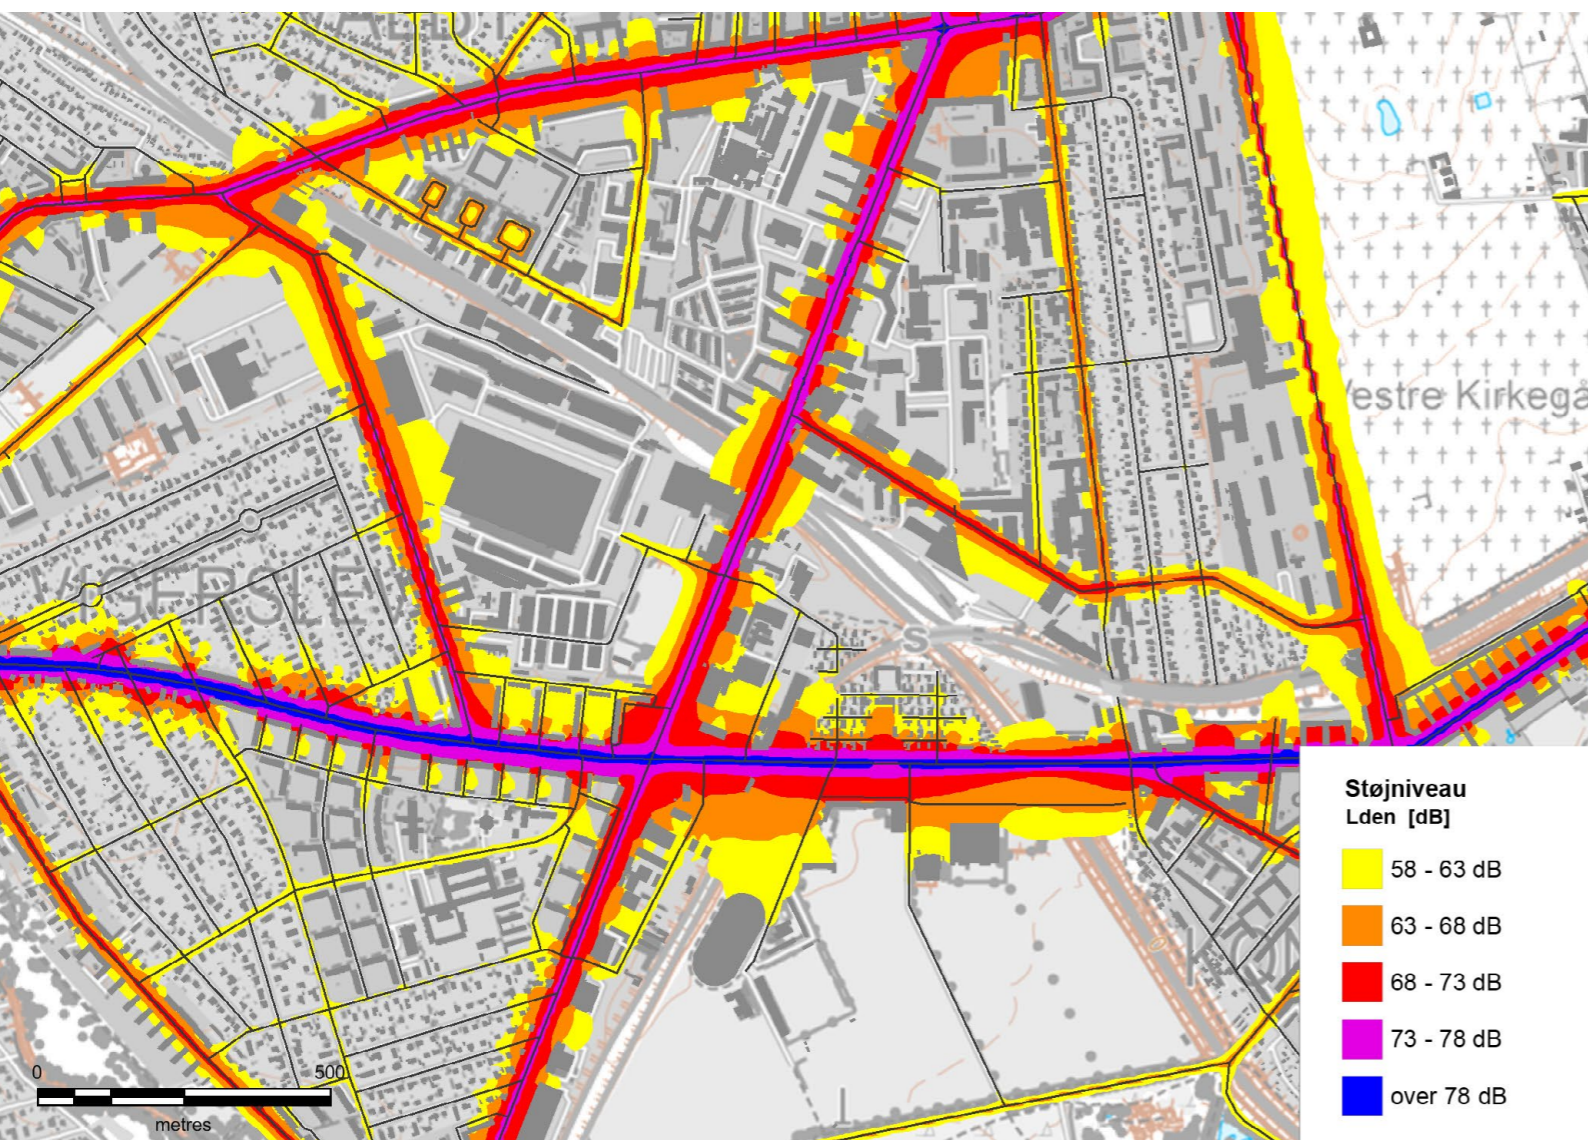 VIGERSLE
Vestre Kirkegå
S
Støjniveau
Lden [dB]
58 - 63 dB
63 - 68 dB
68 - 73 dB
73 - 78 dB
over 78 dB
0 500
metres